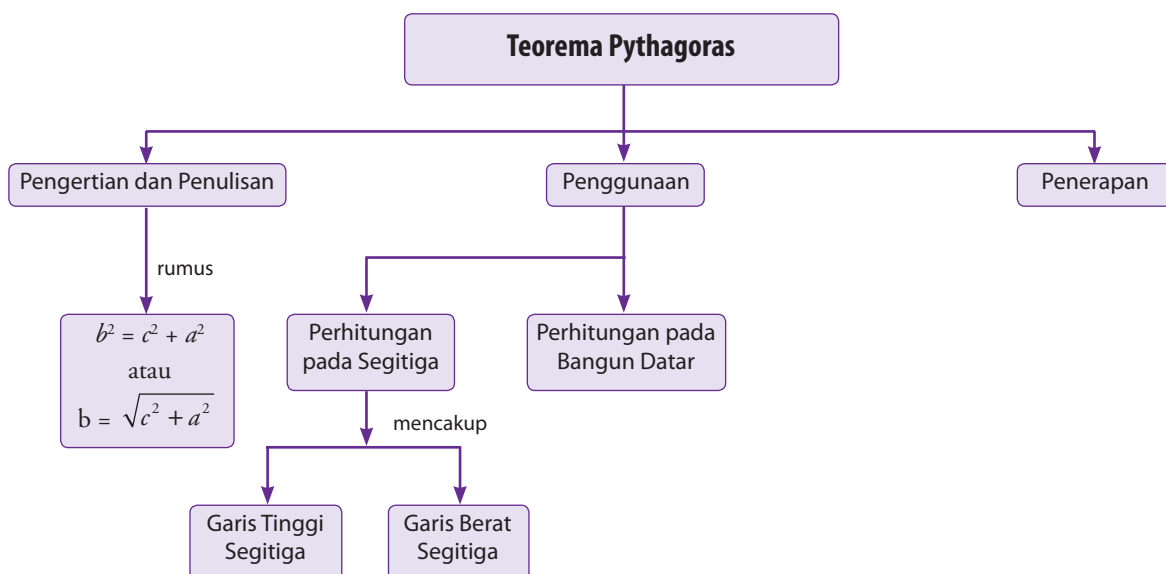 Teorema Pythagoras
Pengertian dan Penulisan
Penggunaan
Penerapan
rumus
b² = c² + a²
atau
b = √(c² + a²)
Perhitungan
pada Segitiga
Perhitungan pada
Bangun Datar
mencakup
Garis Tinggi
Segitiga
Garis Berat
Segitiga